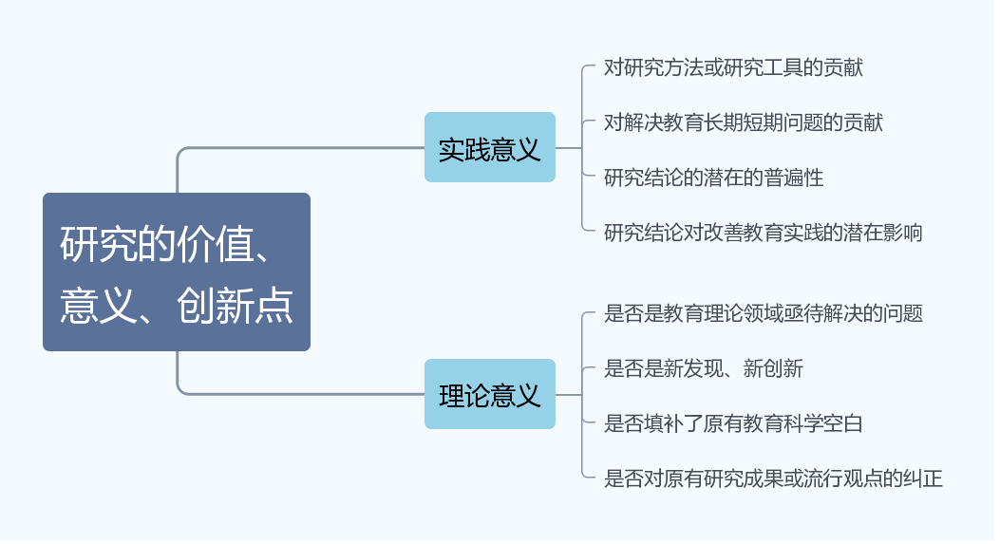 研究的价值、
意义、创新点
实践意义
对研究方法或研究工具的贡献
对解决教育长期短期问题的贡献
研究结论的潜在的普遍性
研究结论对改善教育实践的潜在影响
理论意义
是否是教育理论领域亟待解决的问题
是否是新发现、新创新
是否填补了原有教育科学空白
是否对原有研究成果或流行观点的纠正